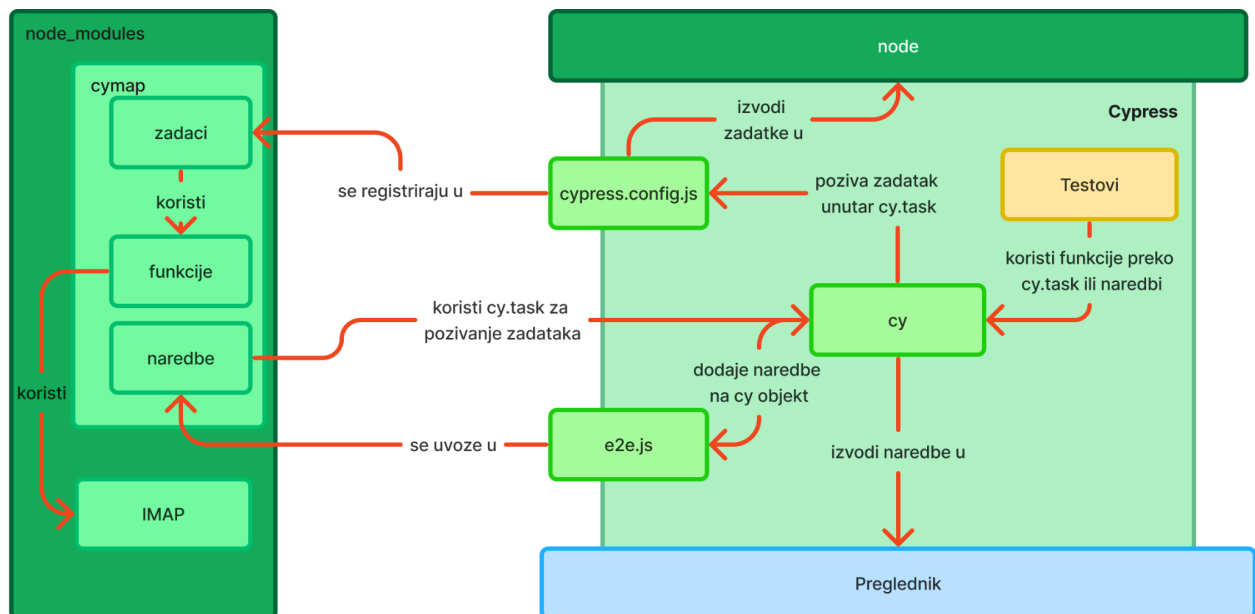 node_modules
cymap
zadaci
koristi
funkcije
naredbe
koristi
IMAP
se registriraju u
koristi cy.task za
pozivanje zadataka
se uvoze u
node
Cypress
izvodi
zadatke u
cypress.config.js
poziva zadatak
unutar cy.task
Testovi
koristi funkcije preko
cy.task ili naredbi
cy
dodaje naredbe
na cy objekt
e2e.js
izvodi naredbe u
Preglednik